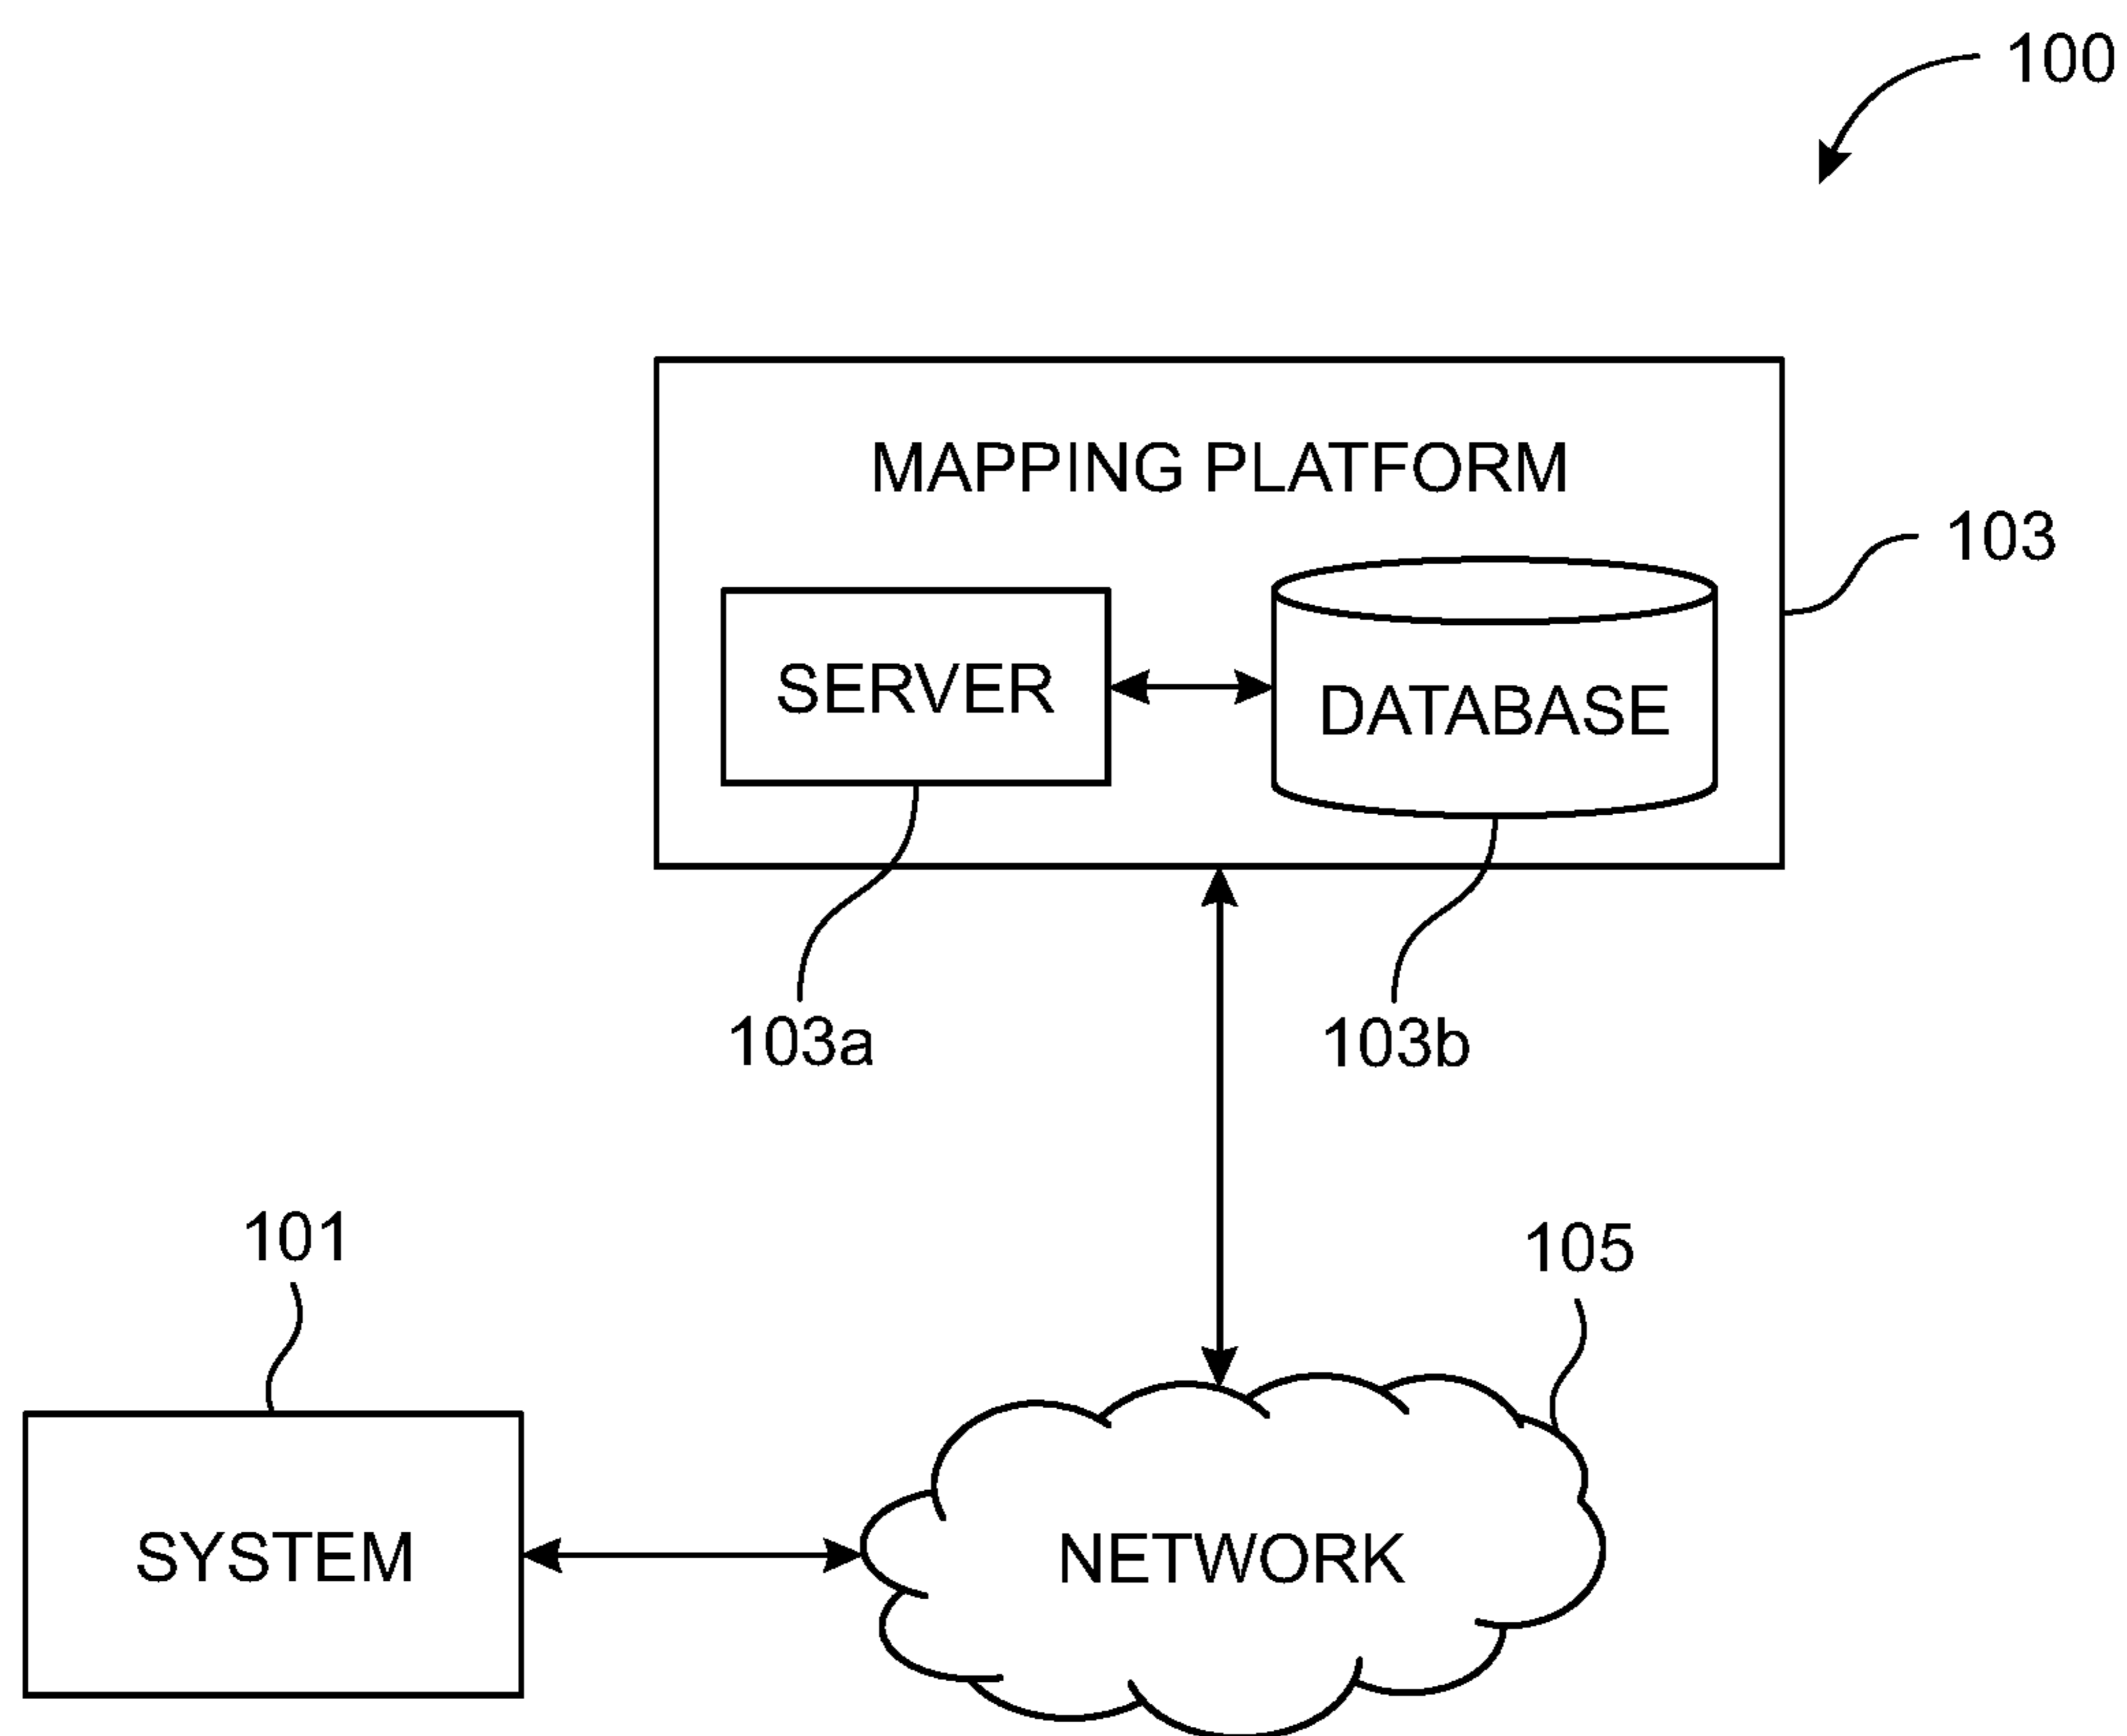 100
MAPPING PLATFORM
103
SERVER
DATABASE
103a
103b
101
105
SYSTEM
NETWORK